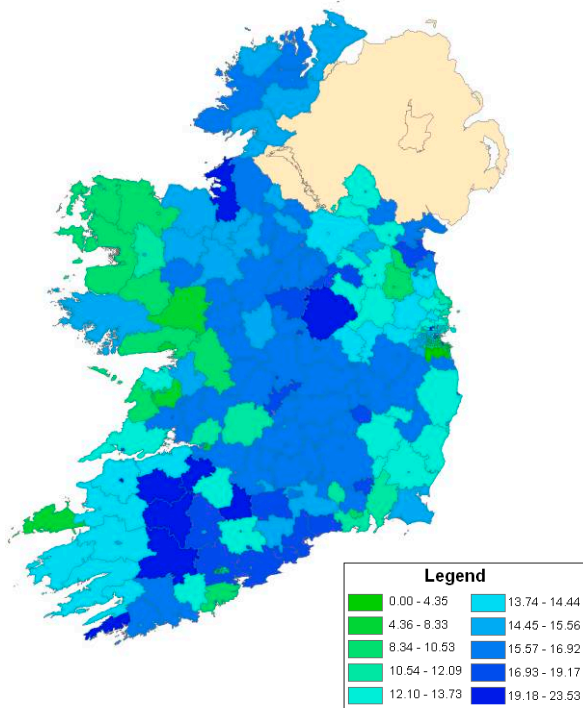 Legend
0.00 - 4.35
4.36 - 8.33
8.34 - 10.53
10.54 - 12.09
12.10 - 13.73
13.74 - 14.44
14.45 - 15.56
15.57 - 16.92
16.93 - 19.17
19.18 - 23.53